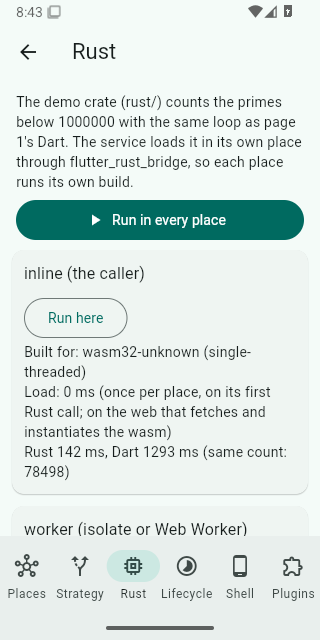 8:43
Rust
The demo crate (rust/) counts the primes
below 1000000 with the same loop as page
1's Dart. The service loads it in its own place
through flutter_rust_bridge, so each place
runs its own build.
Run in every place
inline (the caller)
Run here
Built for: wasm32-unknown (single-
threaded)
Load: 0 ms (once per place, on its first
Rust call; on the web that fetches and
instantiates the wasm)
Rust 142 ms, Dart 1293 ms (same count:
78498)
worker (isolate or Web Worker)
Places Strategy Rust Lifecycle Shell Plugins